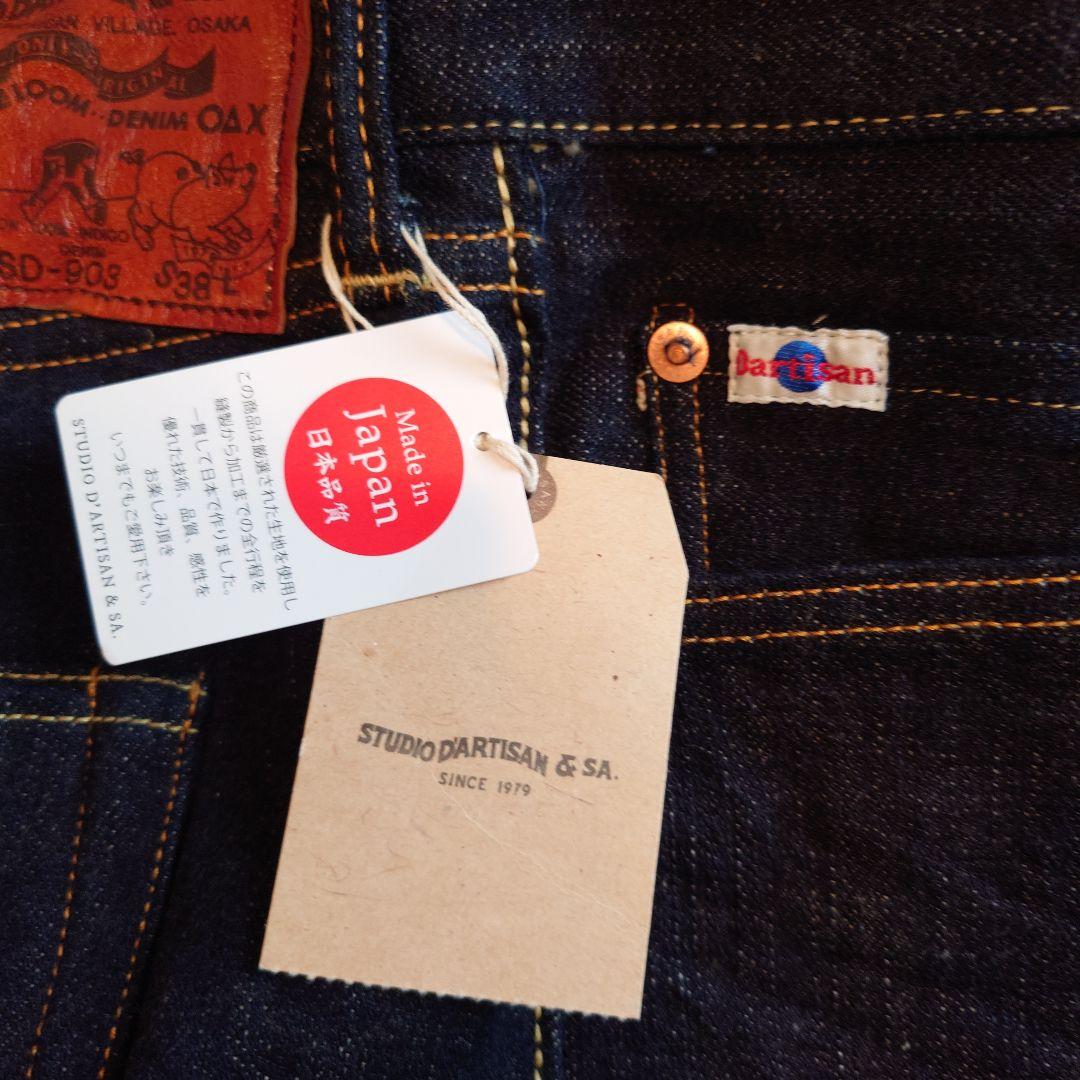 VILLAGE. OSAKA
LOOM DENIM OΔX
INDIGO
SD-903 S38 L
Made in
Japan
日本品質
この商品は厳選された生地を使用し
縫製から加工までの全行程を
一貫して日本で作りました。
優れた技術、品質、感性を
お楽しみ頂き
いつまでもご愛用下さい。
STUDIO D'ARTISAN & SA.
STUDIO D'ARTISAN & SA.
SINCE 1979
Dartisan